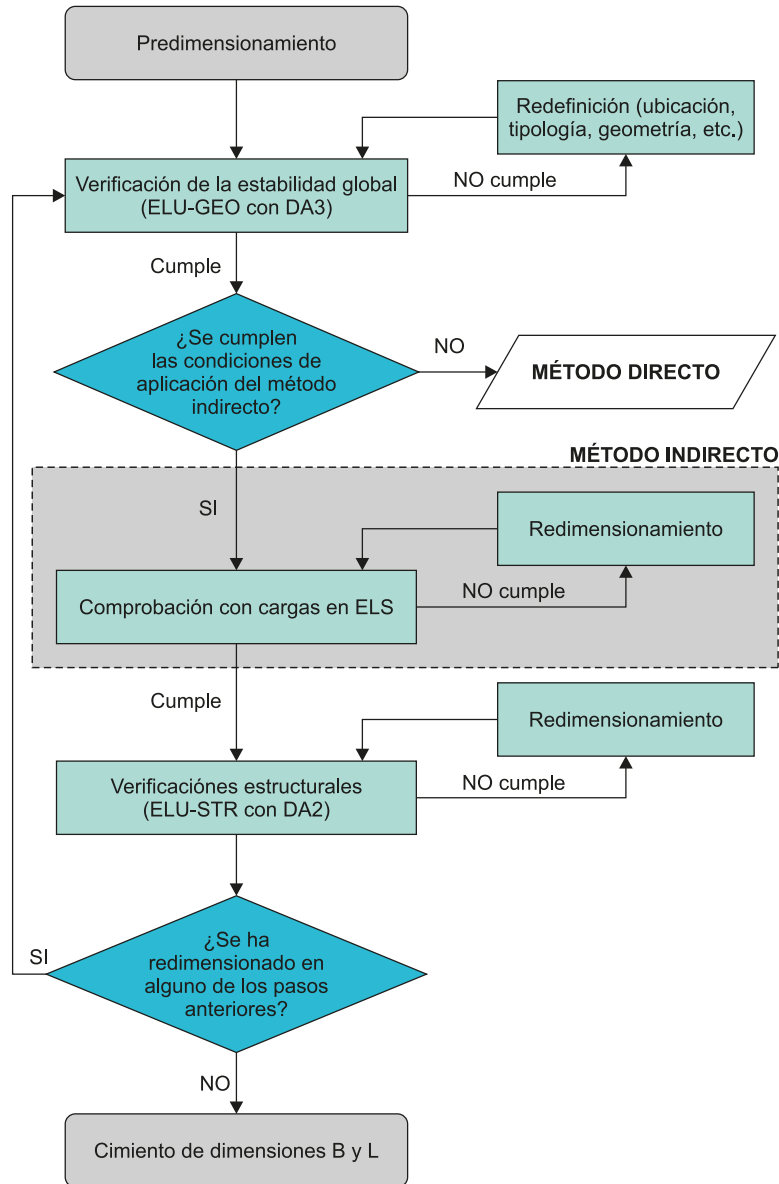 Predimensionamiento
Redefinición (ubicación,
tipología, geometría, etc.)
Verificación de la estabilidad global
(ELU-GEO con DA3)
NO cumple
Cumple
¿Se cumplen
las condiciones de
aplicación del método
indirecto?
NO
MÉTODO DIRECTO
MÉTODO INDIRECTO
SI
Redimensionamiento
Comprobación con cargas en ELS
NO cumple
Cumple
Redimensionamiento
Verificaciónes estructurales
(ELU-STR con DA2)
NO cumple
¿Se ha
redimensionado en
alguno de los pasos
anteriores?
SI
NO
Cimiento de dimensiones B y L